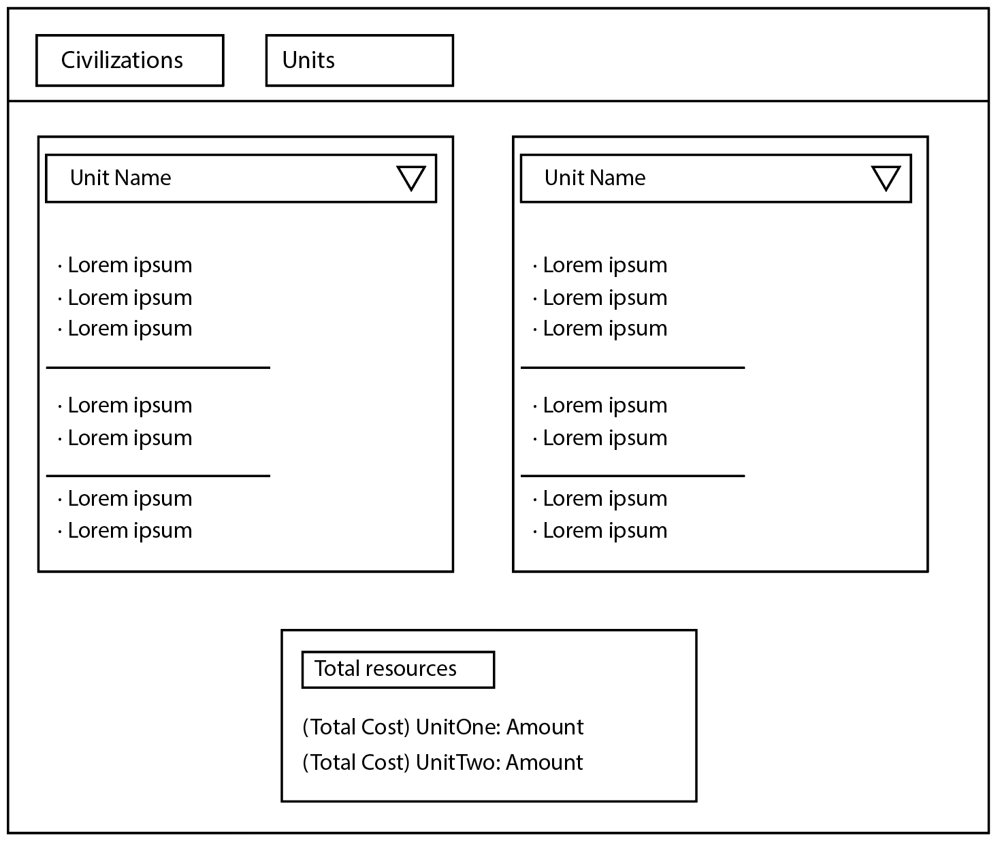 Civilizations
Units
Unit Name
· Lorem ipsum
· Lorem ipsum
· Lorem ipsum
· Lorem ipsum
· Lorem ipsum
· Lorem ipsum
· Lorem ipsum
Unit Name
· Lorem ipsum
· Lorem ipsum
· Lorem ipsum
· Lorem ipsum
· Lorem ipsum
· Lorem ipsum
· Lorem ipsum
Total resources
(Total Cost) UnitOne: Amount
(Total Cost) UnitTwo: Amount